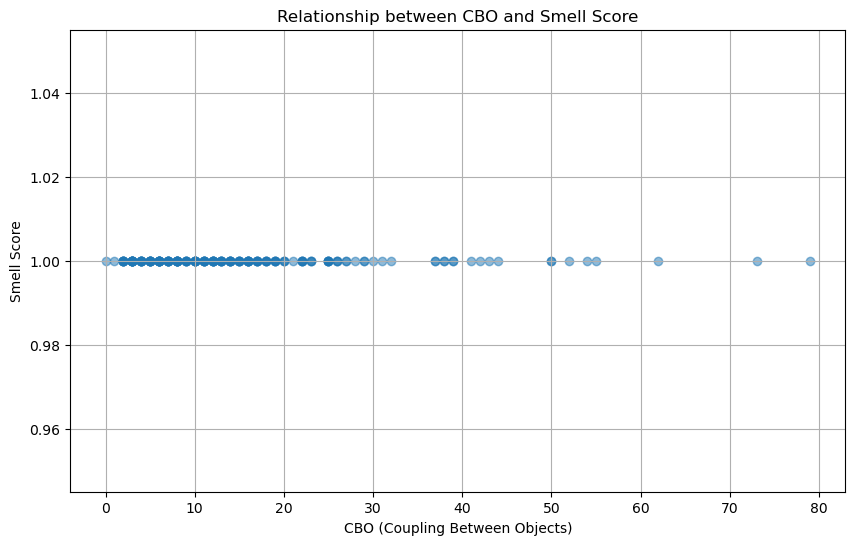 Relationship between CBO and Smell Score
1.04
1.02
1.00
0.98
0.96
Smell Score
0 10 20 30 40 50 60 70 80
CBO (Coupling Between Objects)